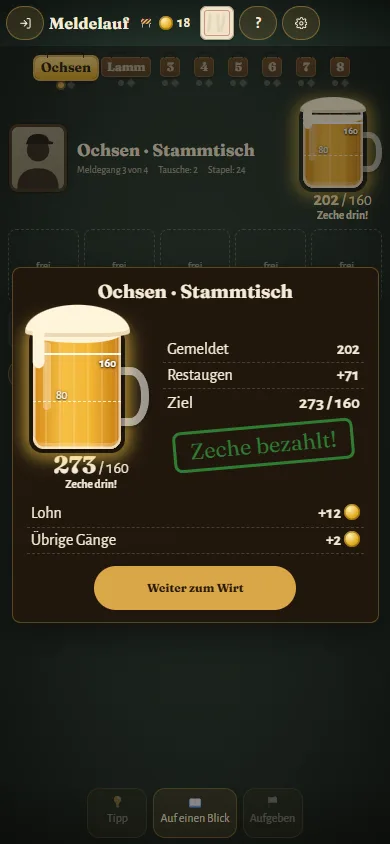 Meldelauf 18 ?
Ochsen Lamm 3 4 5 6 7 8
Ochsen · Stammtisch
Meldegang 3 von 4 Tausche: 2 Stapel: 24
160
80
202 / 160
Zeche drin!
frei frei frei frei frei
Ochsen · Stammtisch
160
80
273 / 160
Zeche drin!
Gemeldet 202
Restaugen +71
Ziel 273 / 160
Zeche bezahlt!
Lohn +12
Übrige Gänge +2
Weiter zum Wirt
Tipp
Auf einen Blick
Aufgeben